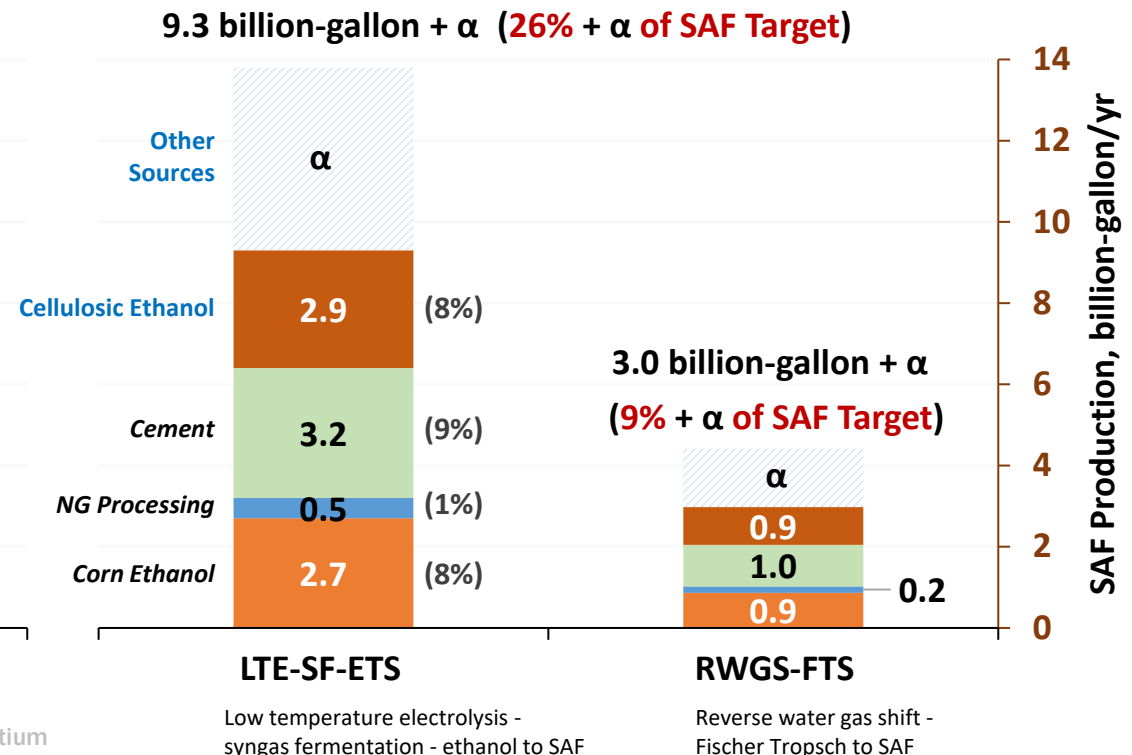 9.3 billion-gallon + α (26% + α of SAF Target)
14
12
10
8
6
4
2
0
SAF Production, billion-gallon/yr
Other
Sources
α
Cellulosic Ethanol
2.9
(8%)
Cement
3.2
(9%)
NG Processing
0.5
(1%)
Corn Ethanol
2.7
(8%)
3.0 billion-gallon + α
(9% + α of SAF Target)
α
0.9
1.0
0.2
0.9
LTE-SF-ETS
RWGS-FTS
Low temperature electrolysis -
syngas fermentation - ethanol to SAF
Reverse water gas shift -
Fischer Tropsch to SAF
tium